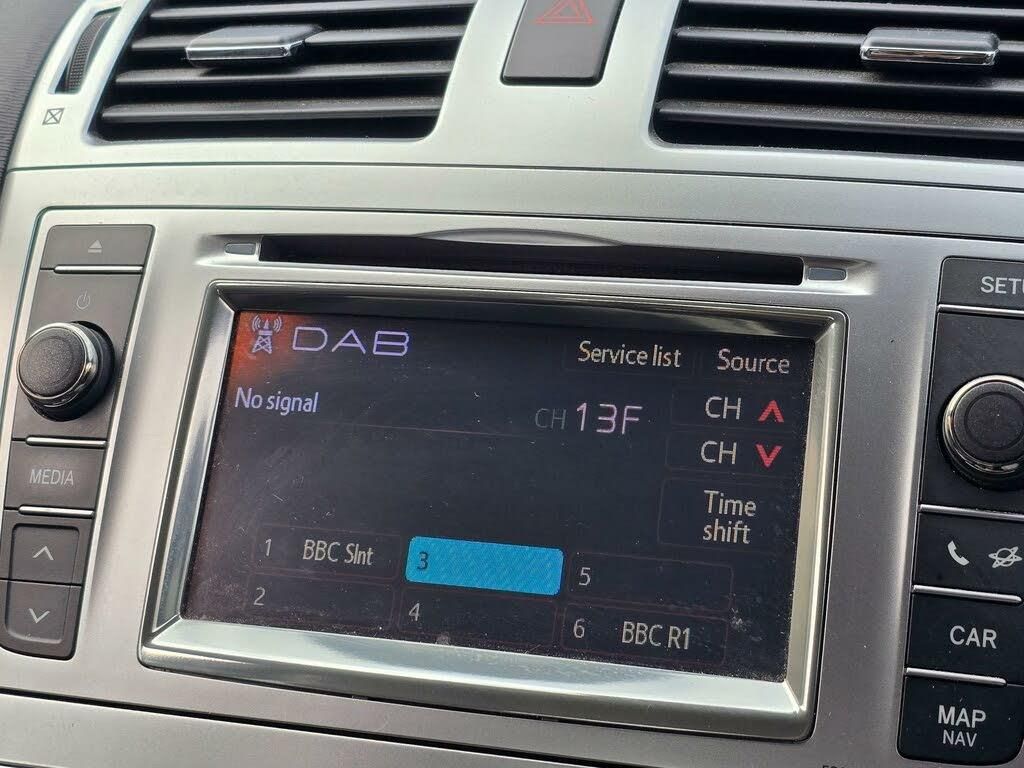 DAB
Service list
Source
No signal
CH 13F
CH
CH
Time
shift
1 BBC Slnt
3
5
2
4
6 BBC R1
MEDIA
CAR
MAP
NAV